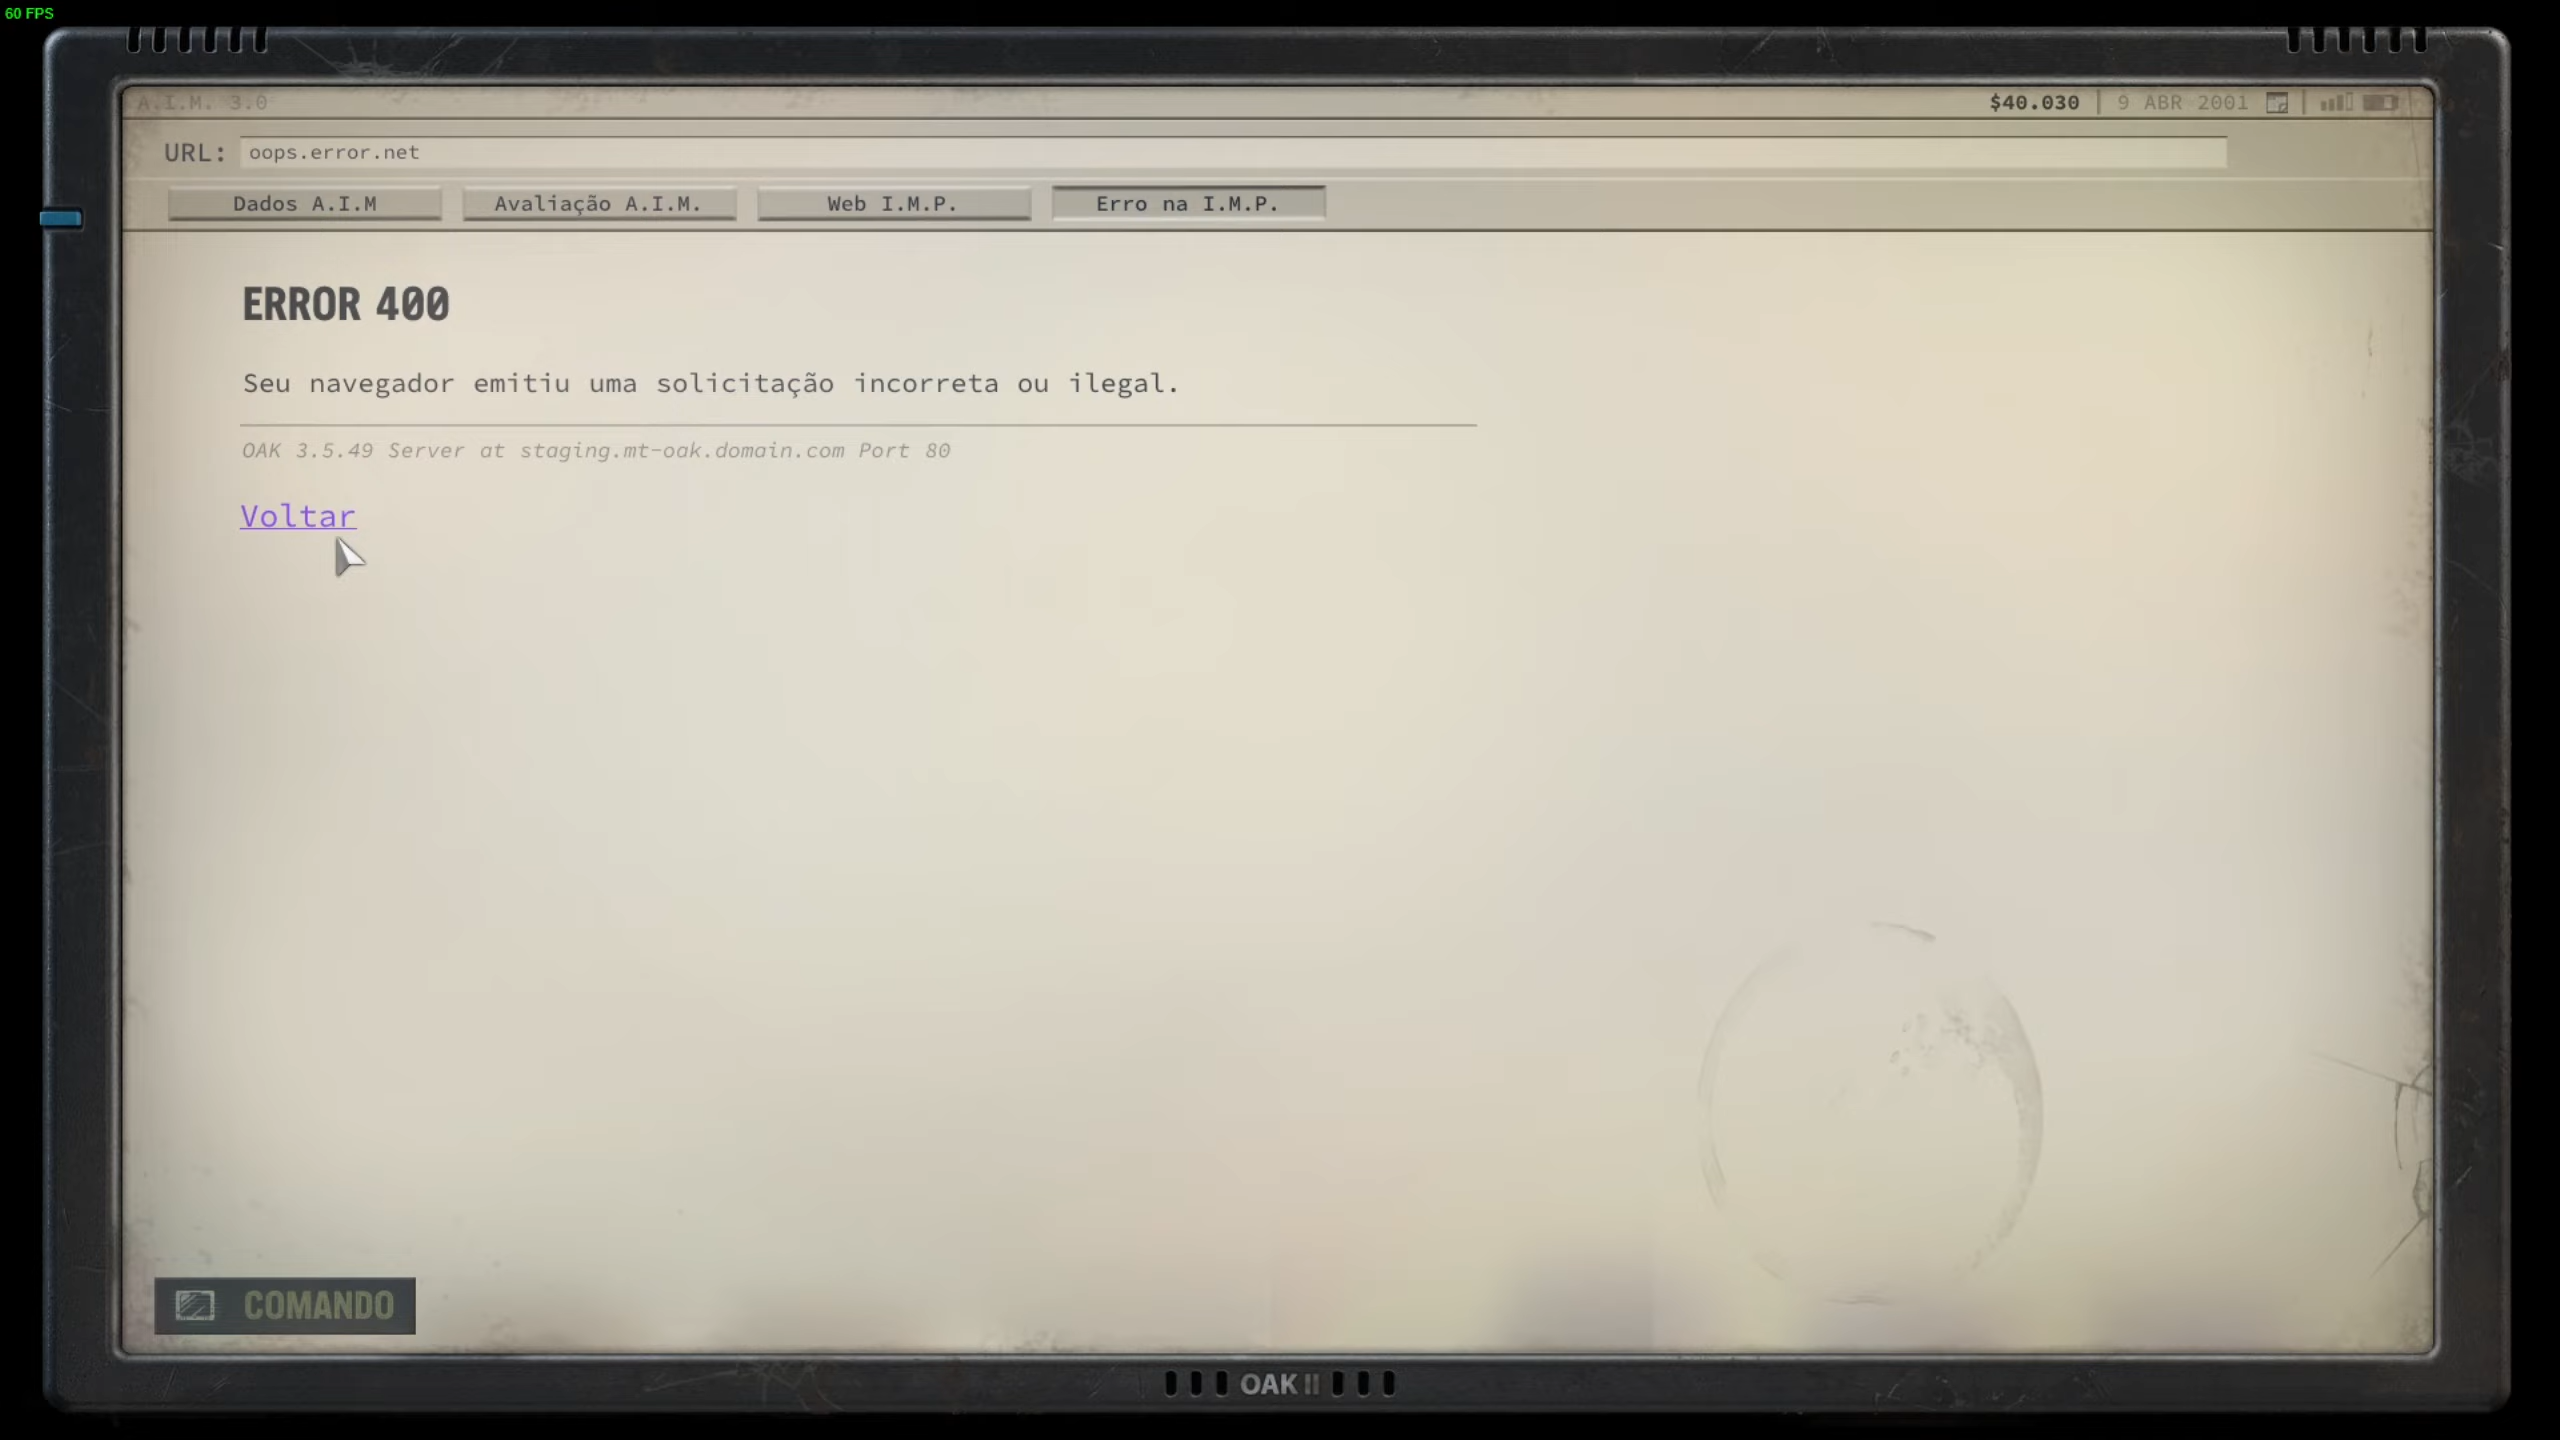 60 FPS
A.I.M. 3.0
$40.030 | 9 ABR 2001
URL: oops.error.net
Dados A.I.M
Avaliação A.I.M.
Web I.M.P.
Erro na I.M.P.
ERROR 400
Seu navegador emitiu uma solicitação incorreta ou ilegal.
OAK 3.5.49 Server at staging.mt-oak.domain.com Port 80
Voltar
COMANDO
OAK II